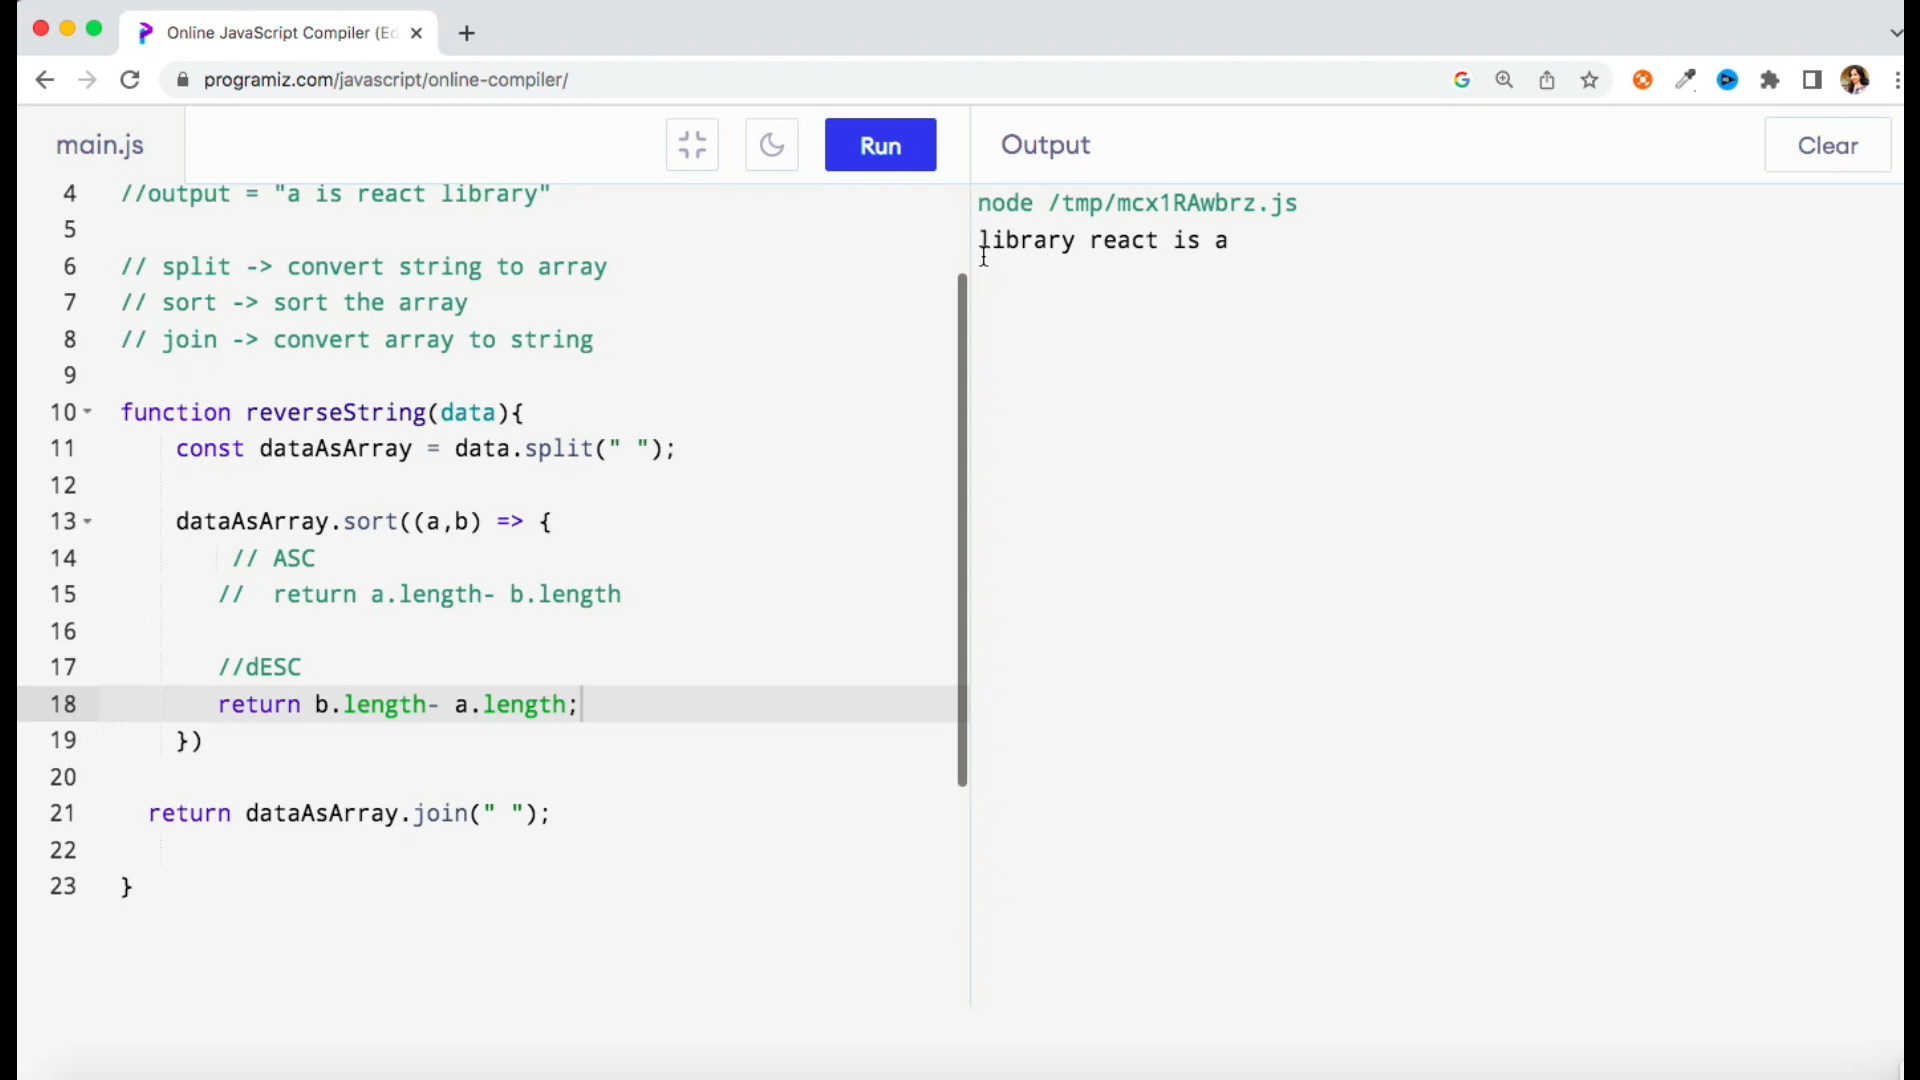 Online JavaScript Compiler (Ed
programiz.com/javascript/online-compiler/
main.js
Run
Output
Clear
4 //output = "a is react library"
5
6 // split -> convert string to array
7 // sort -> sort the array
8 // join -> convert array to string
9
10 function reverseString(data){
11 const dataAsArray = data.split(" ");
12
13 dataAsArray.sort((a,b) => {
14 // ASC
15 //  return a.length- b.length
16
17 //dESC
18 return b.length- a.length;
19 })
20
21 return dataAsArray.join(" ");
22
23 }
node /tmp/mcx1RAwbrz.js
library react is a